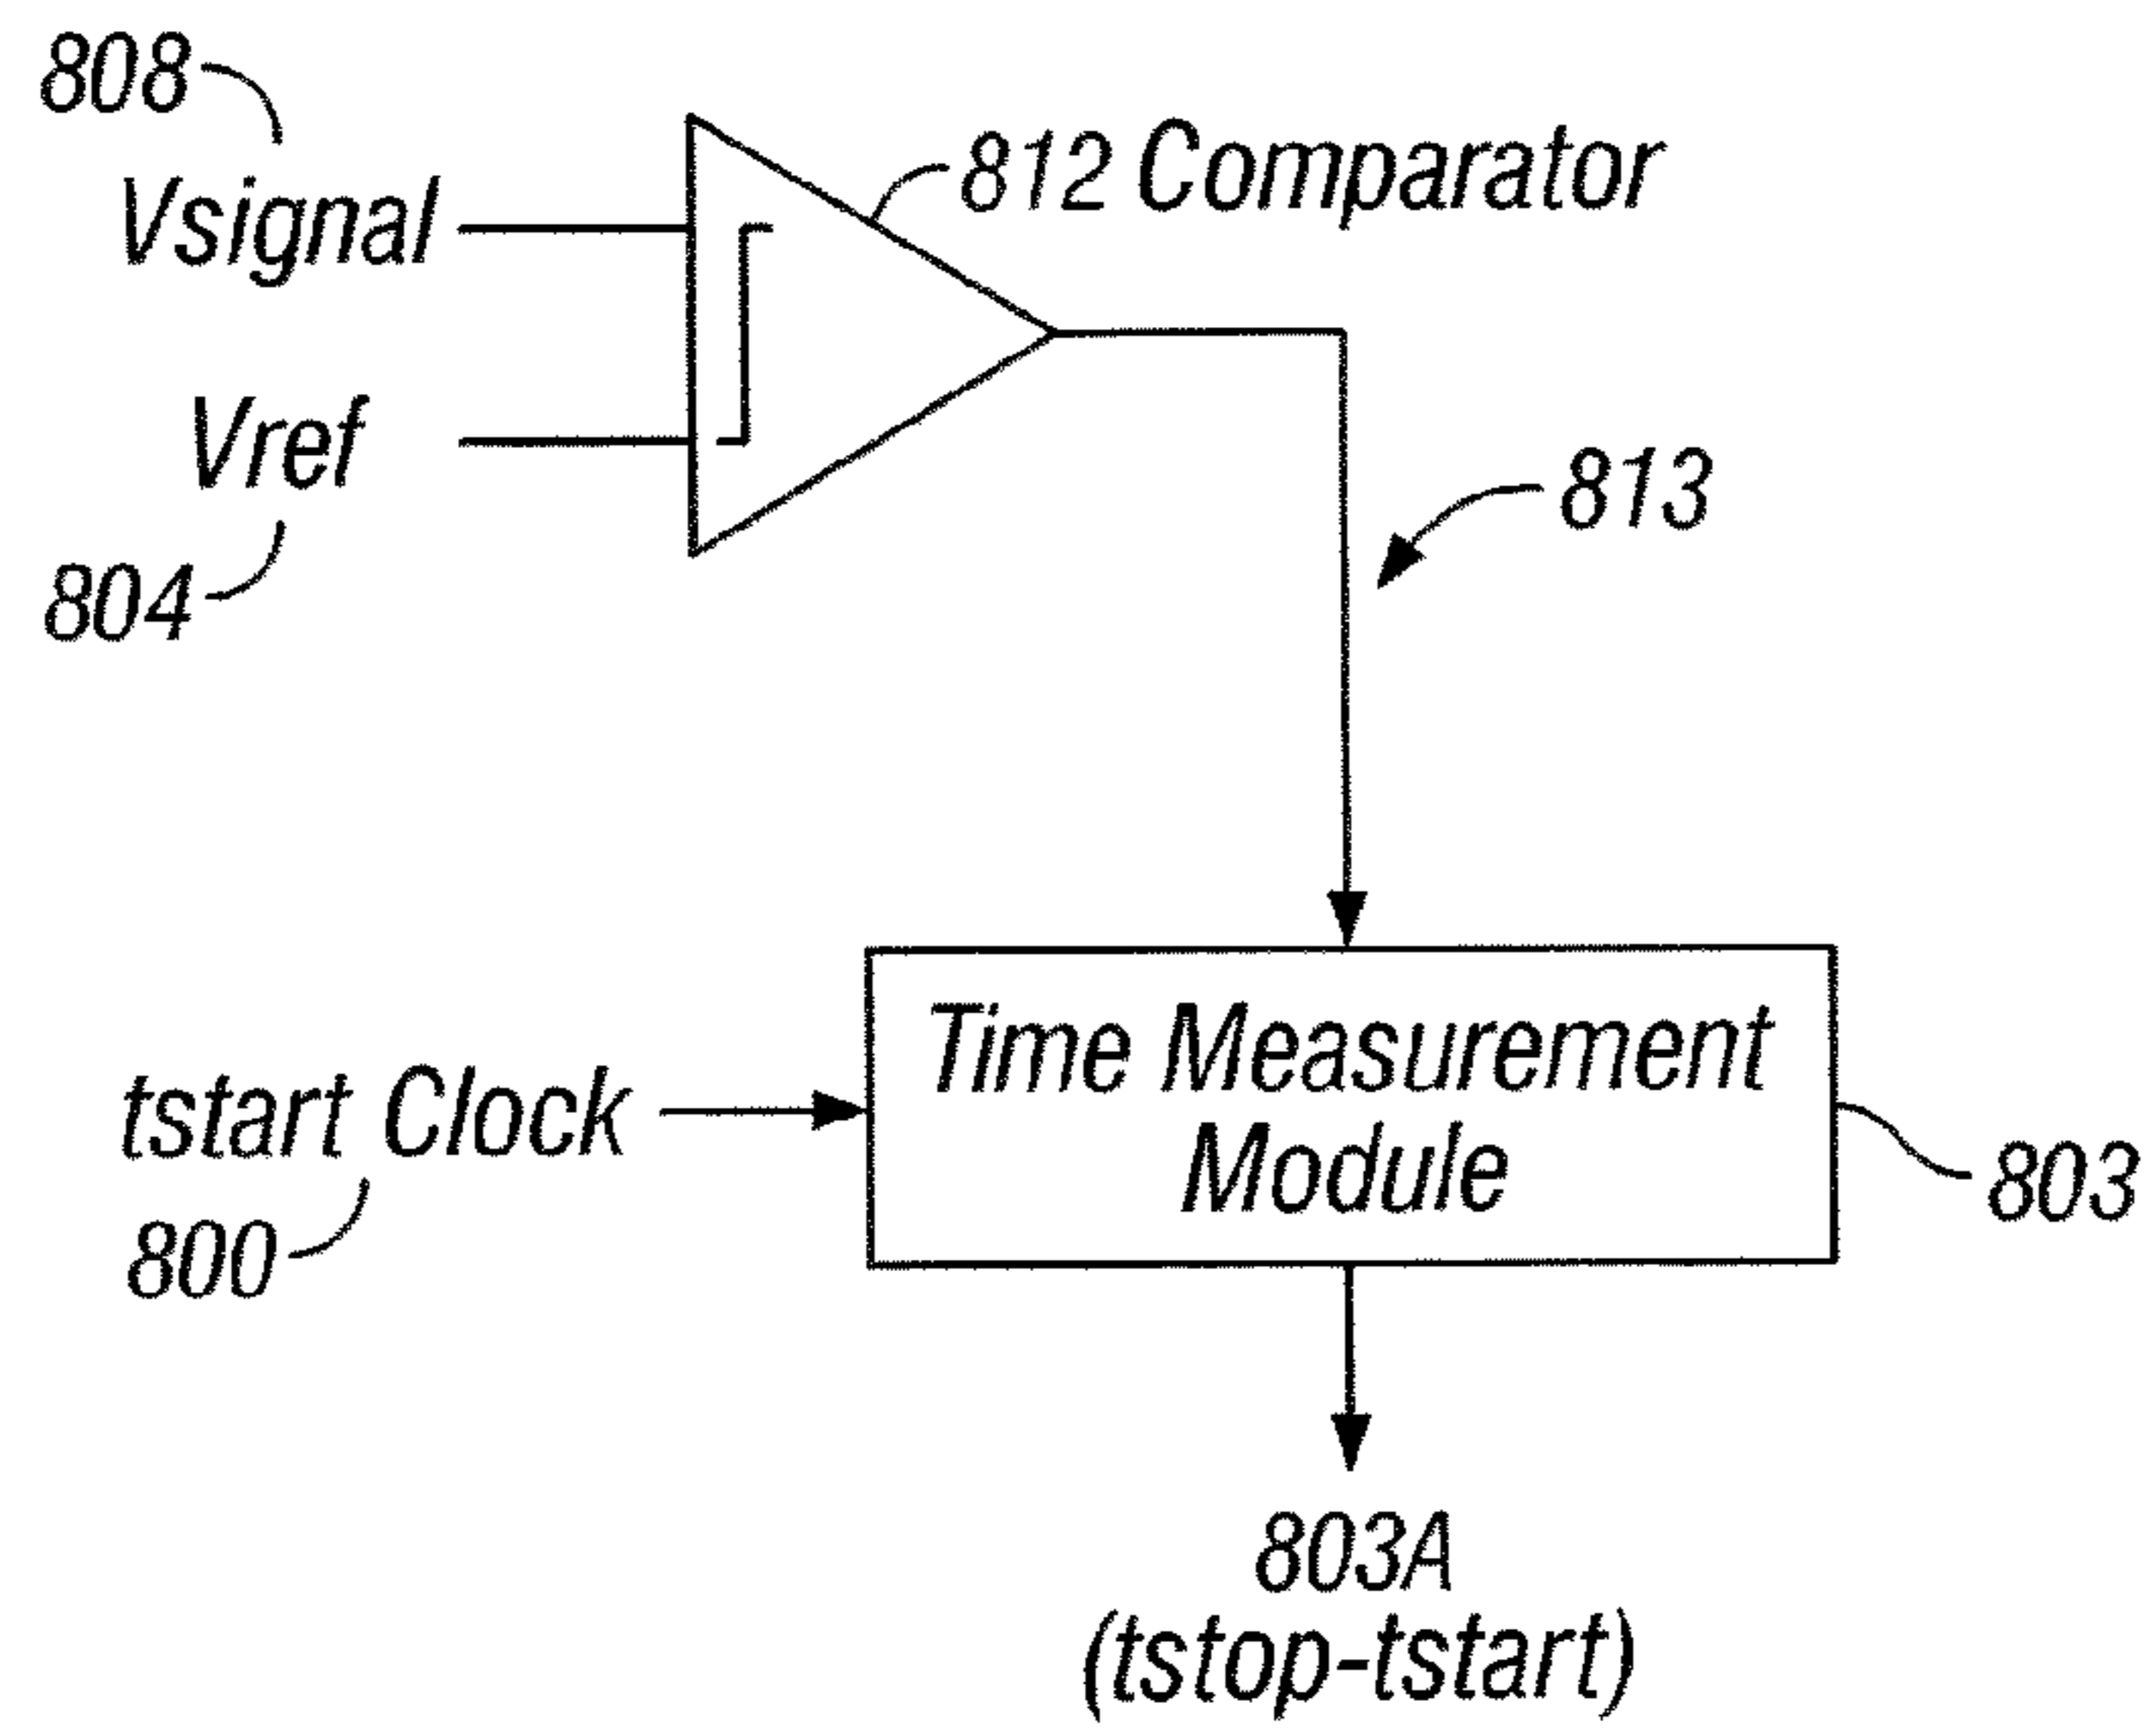 808
Vsignal
812 Comparator
Vref
804
813
tstart Clock
800
Time Measurement
Module
803
803A
(tstop-tstart)